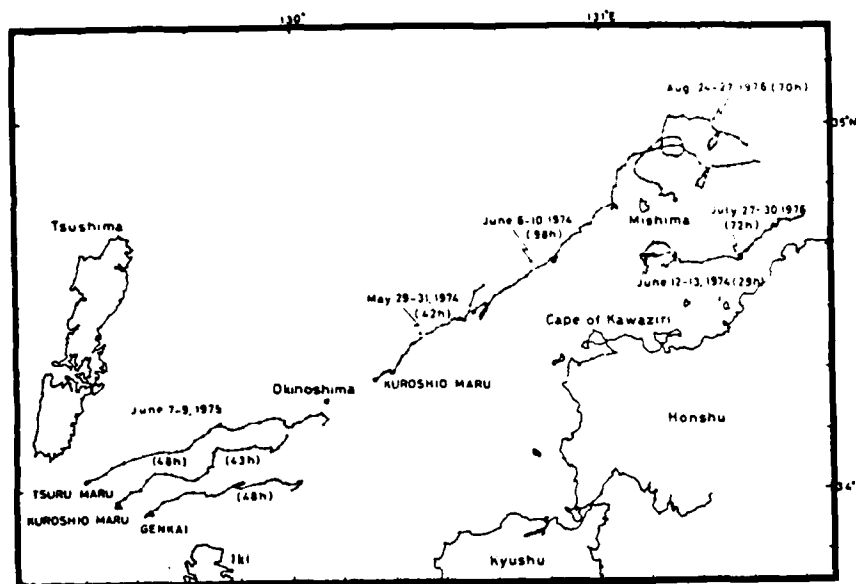 130°
131°E
Aug. 24-27, 1976 (70h)
35°N
Tsushima
June 6-10, 1974
(98h)
Mishima
July 27-30, 1976
(72h)
May 29-31, 1974
(42h)
June 12-13, 1974 (29h)
Cape of Kawaziri
KUROSHIO MARU
Okinoshima
June 7-9, 1975
Honshu
(48h)
(43h)
TSURU MARU
(48h)
34°
KUROSHIO MARU
GENKAI
Iki
Kyushu